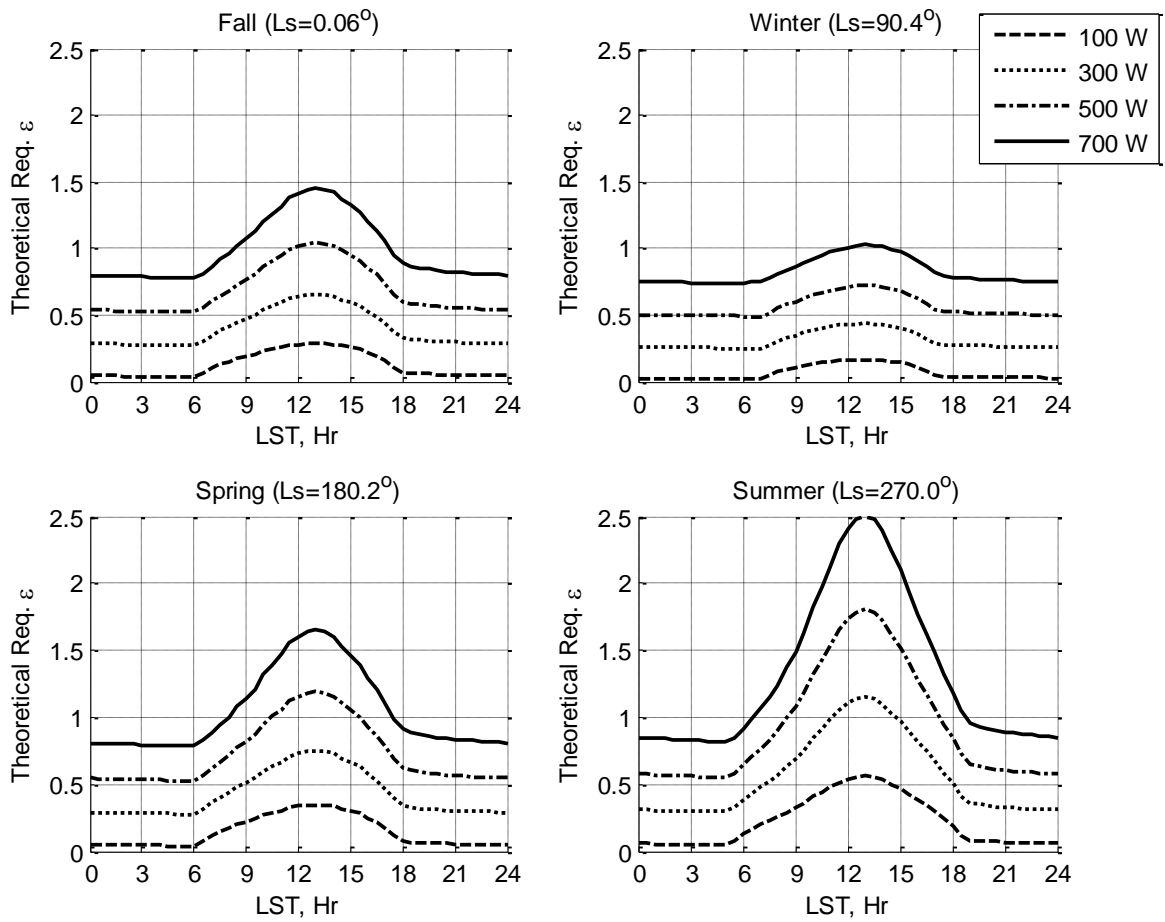 Fall (Ls=0.06º)
Theoretical Req. ε
2.5
2
1.5
1
0.5
0
0 3 6 9 12 15 18 21 24
LST, Hr
Winter (Ls=90.4º)
Theoretical Req. ε
2.5
2
1.5
1
0.5
0
0 3 6 9 12 15 18 21 24
LST, Hr
100 W
300 W
500 W
700 W
Spring (Ls=180.2º)
Theoretical Req. ε
2.5
2
1.5
1
0.5
0
0 3 6 9 12 15 18 21 24
LST, Hr
Summer (Ls=270.0º)
Theoretical Req. ε
2.5
2
1.5
1
0.5
0
0 3 6 9 12 15 18 21 24
LST, Hr